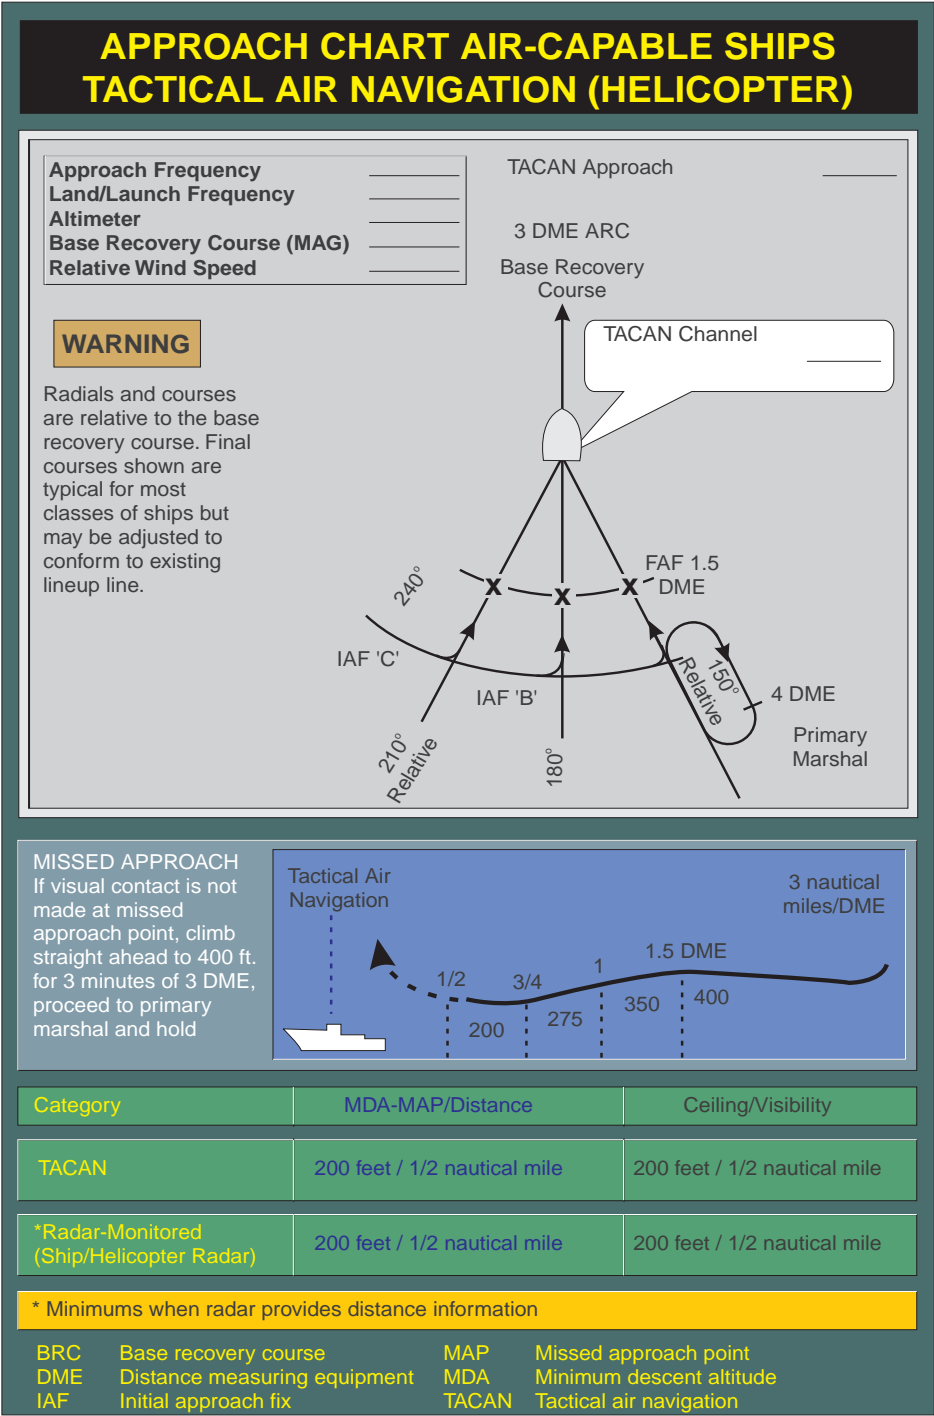 APPROACH CHART AIR-CAPABLE SHIPS
TACTICAL AIR NAVIGATION (HELICOPTER)
Approach Frequency
Land/Launch Frequency
Altimeter
Base Recovery Course (MAG)
Relative Wind Speed
TACAN Approach
3 DME ARC
Base Recovery
Course
TACAN Channel
WARNING
Radials and courses
are relative to the base
recovery course. Final
courses shown are
typical for most
classes of ships but
may be adjusted to
conform to existing
lineup line.
240°
X
X
X
FAF 1.5
DME
IAF 'C'
IAF 'B'
150°
Relative
4 DME
Primary
Marshal
210°
Relative
180°
MISSED APPROACH
If visual contact is not
made at missed
approach point, climb
straight ahead to 400 ft.
for 3 minutes of 3 DME,
proceed to primary
marshal and hold
Tactical Air
Navigation
3 nautical
miles/DME
1/2
3/4
1
1.5 DME
200
275
350
400
Category MDA-MAP/Distance Ceiling/Visibility
TACAN 200 feet / 1/2 nautical mile 200 feet / 1/2 nautical mile
*Radar-Monitored
(Ship/Helicopter Radar) 200 feet / 1/2 nautical mile 200 feet / 1/2 nautical mile
* Minimums when radar provides distance information
BRC Base recovery course MAP Missed approach point
DME Distance measuring equipment MDA Minimum descent altitude
IAF Initial approach fix TACAN Tactical air navigation